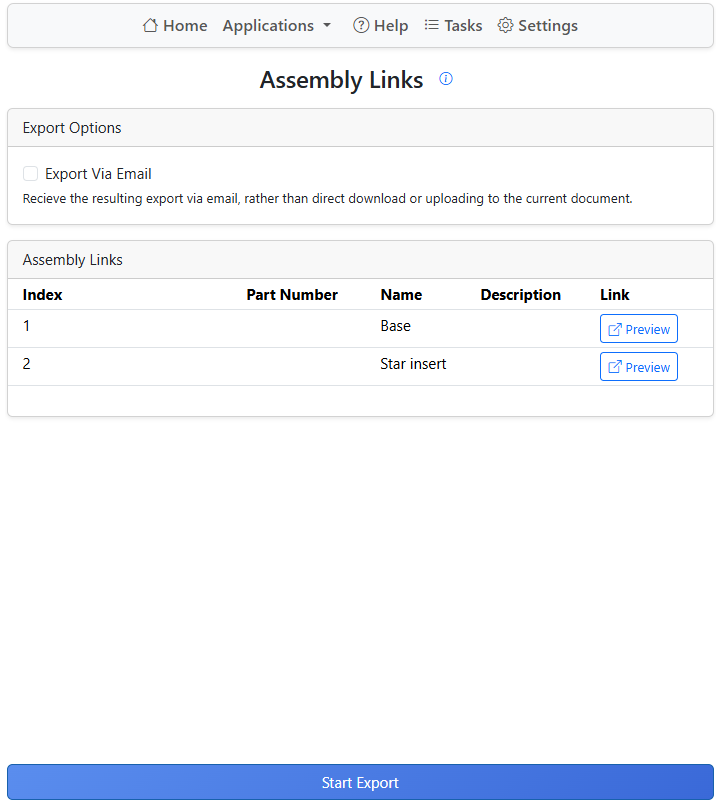 Home Applications Help Tasks Settings
Assembly Links
Export Options
Export Via Email
Recieve the resulting export via email, rather than direct download or uploading to the current document.
Assembly Links
Index Part Number Name Description Link
1 Base Preview
2 Star insert Preview
Start Export